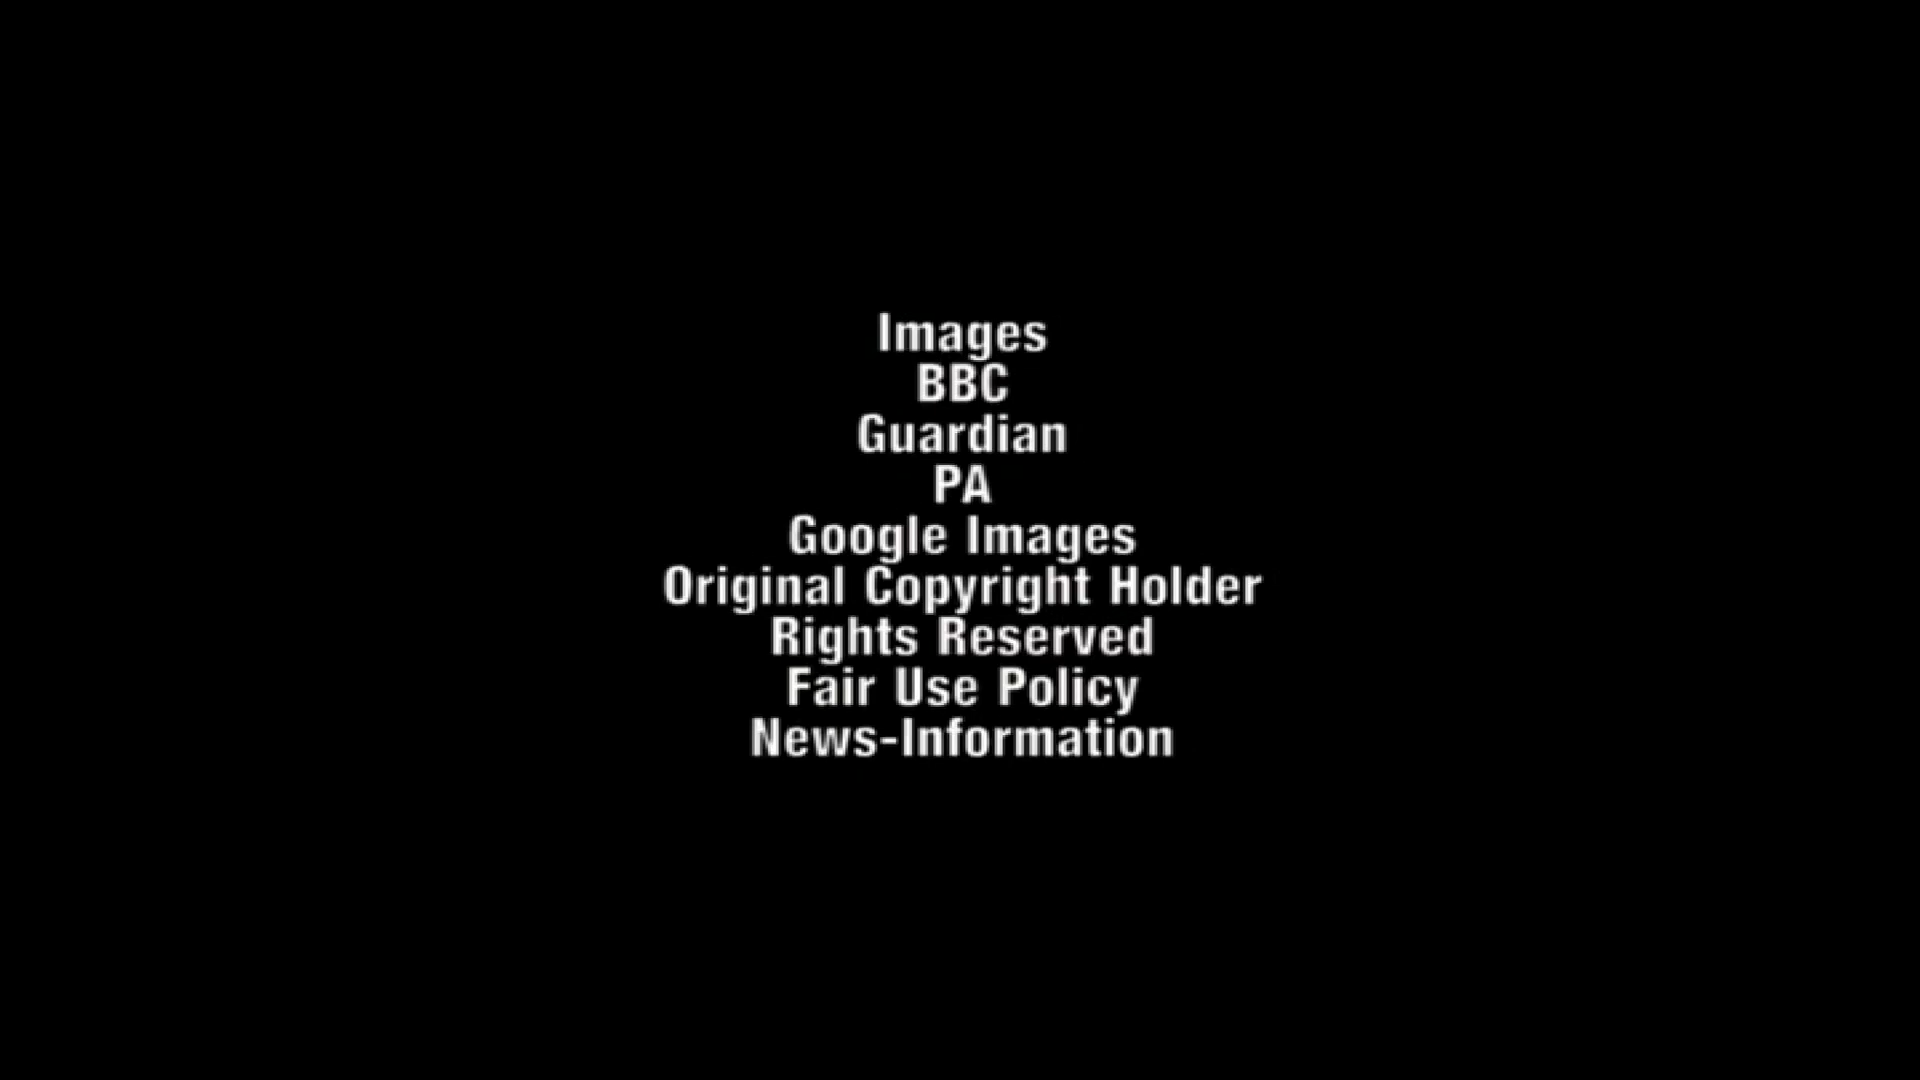 Images
BBC
Guardian
PA
Google Images
Original Copyright Holder
Rights Reserved
Fair Use Policy
News-Information